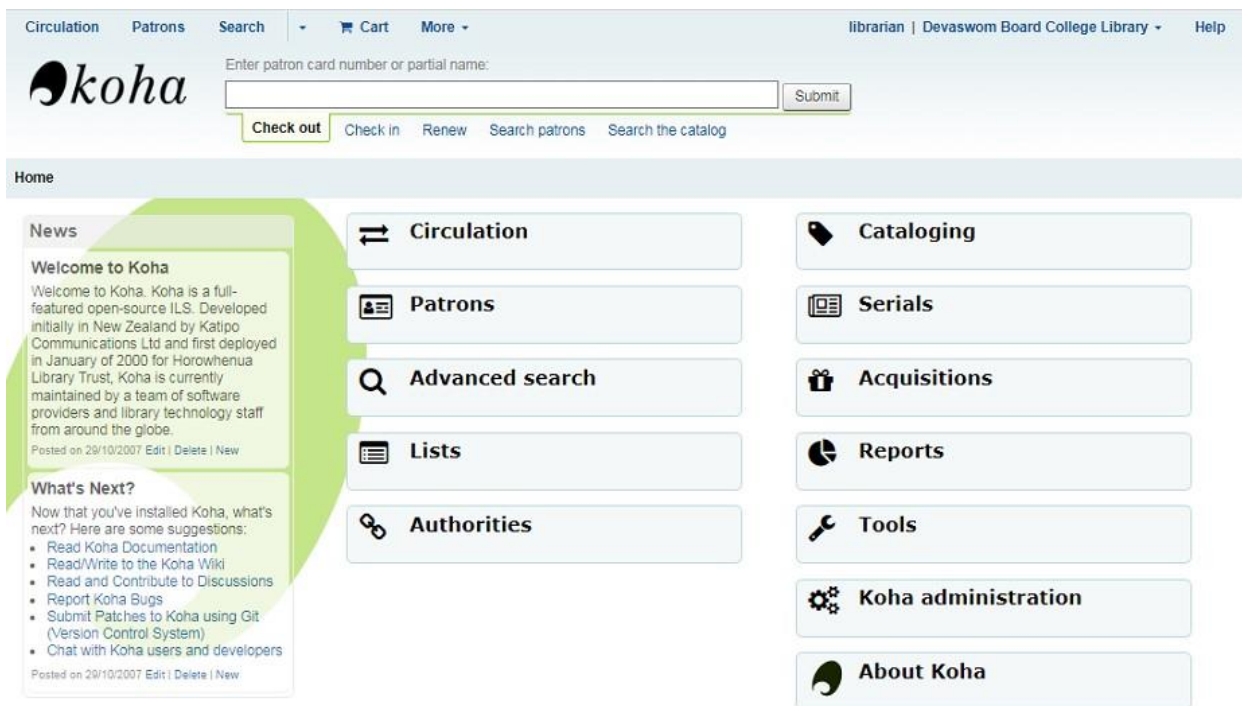 Circulation Patrons Search Cart More librarian | Devaswom Board College Library Help
koha
Enter patron card number or partial name:
Submit
Check out Check in Renew Search patrons Search the catalog
Home
News
Welcome to Koha
Welcome to Koha. Koha is a full-
featured open-source ILS. Developed
initially in New Zealand by Katipo
Communications Ltd and first deployed
in January of 2000 for Horowhenua
Library Trust, Koha is currently
maintained by a team of software
providers and library technology staff
from around the globe.
Posted on 29/10/2007 Edit | Delete | New
What's Next?
Now that you've installed Koha, what's
next? Here are some suggestions:
• Read Koha Documentation
• Read/Write to the Koha Wiki
• Read and Contribute to Discussions
• Report Koha Bugs
• Submit Patches to Koha using Git
(Version Control System)
• Chat with Koha users and developers
Posted on 29/10/2007 Edit | Delete | New
Circulation
Patrons
Advanced search
Lists
Authorities
Cataloging
Serials
Acquisitions
Reports
Tools
Koha administration
About Koha